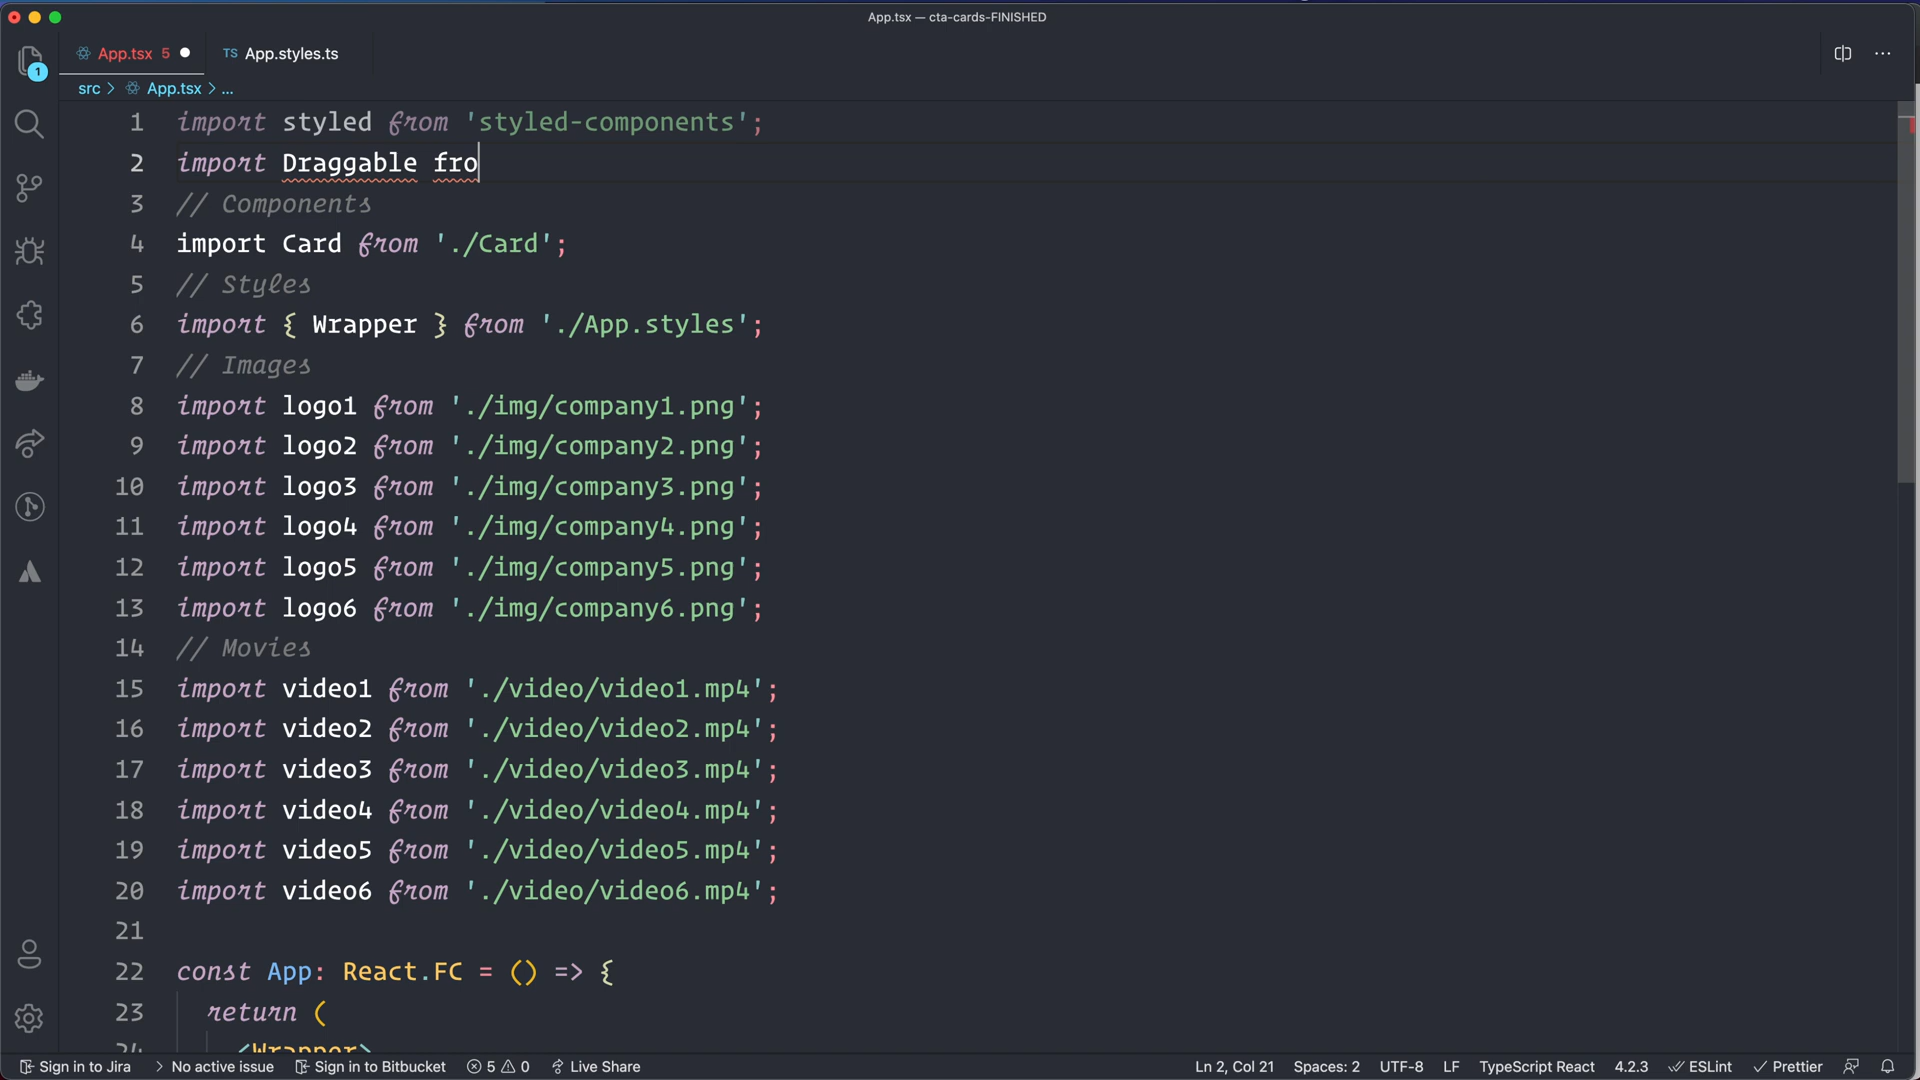 App.tsx — cta-cards-FINISHED
App.tsx 5
TS App.styles.ts
1
src > App.tsx > ...
1 import styled from 'styled-components';
2 import Draggable fro
3 // Components
4 import Card from './Card';
5 // Styles
6 import { Wrapper } from './App.styles';
7 // Images
8 import logo1 from './img/company1.png';
9 import logo2 from './img/company2.png';
10 import logo3 from './img/company3.png';
11 import logo4 from './img/company4.png';
12 import logo5 from './img/company5.png';
13 import logo6 from './img/company6.png';
14 // Movies
15 import video1 from './video/video1.mp4';
16 import video2 from './video/video2.mp4';
17 import video3 from './video/video3.mp4';
18 import video4 from './video/video4.mp4';
19 import video5 from './video/video5.mp4';
20 import video6 from './video/video6.mp4';
21
22 const App: React.FC = () => {
23 return (
24 <Wrapper>
Sign in to Jira > No active issue Sign in to Bitbucket 5 0 Live Share Ln 2, Col 21 Spaces: 2 UTF-8 LF TypeScript React 4.2.3 ESLint Prettier